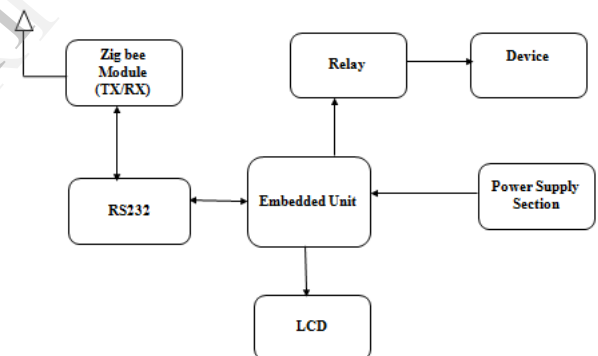 Zig bee
Module
(TX/RX)
Relay
Device
RS232
Embedded Unit
Power Supply
Section
LCD